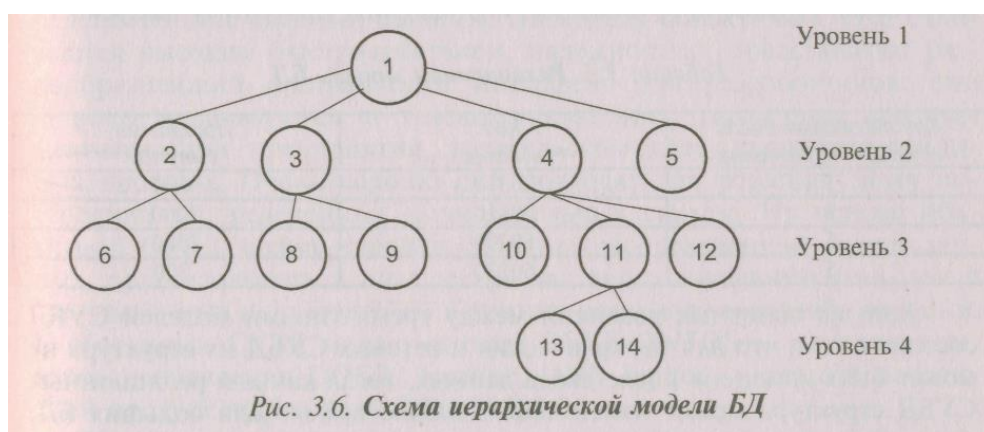 1 Уровень 1
2 3 4 5 Уровень 2
6 7 8 9 10 11 12 Уровень 3
13 14 Уровень 4
Рис. 3.6. Схема иерархической модели БД